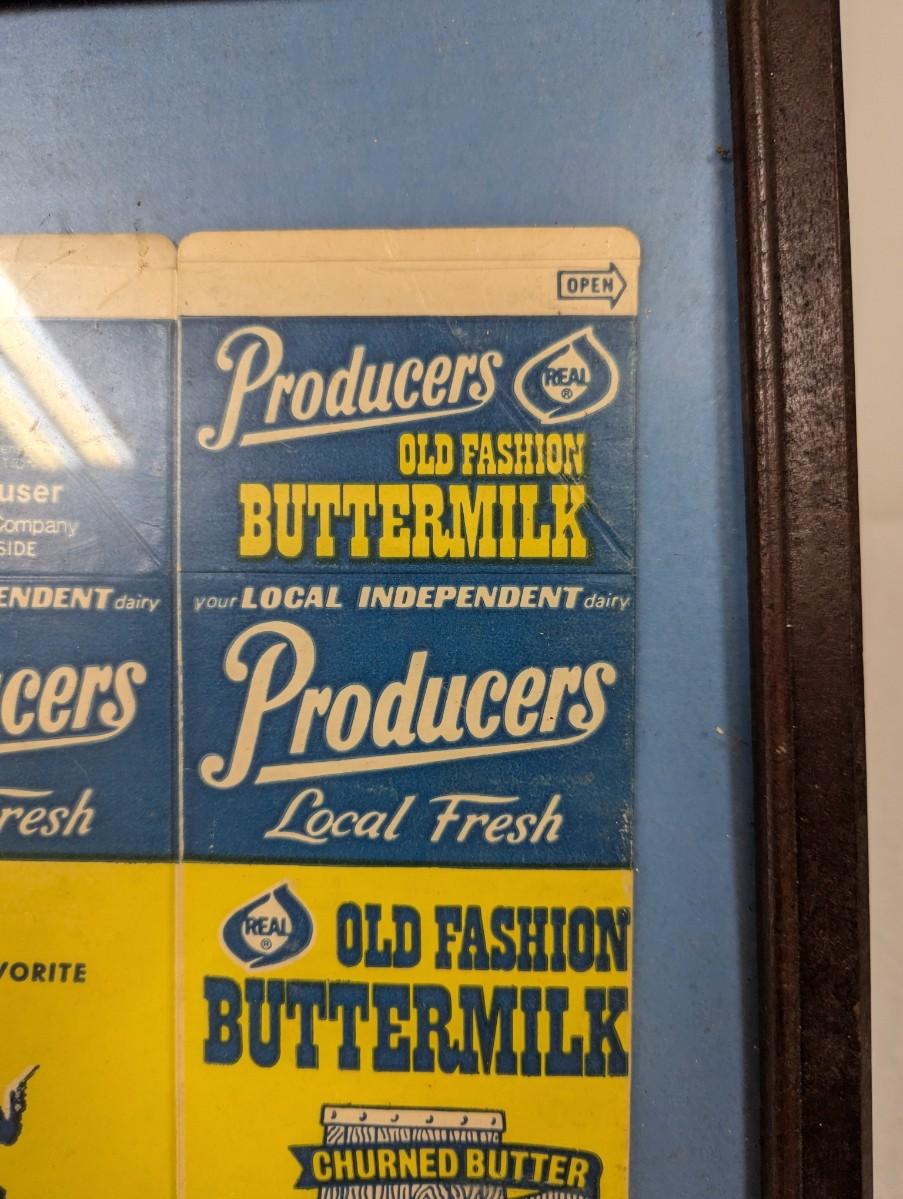 OPEN
Producers
REAL
®
OLD FASHION
BUTTERMILK
user
Company
SIDE
ENDENT dairy
your LOCAL INDEPENDENT dairy
cers
Producers
resh
Local Fresh
REAL
®
OLD FASHION
VORITE
BUTTERMILK
CHURNED BUTTER